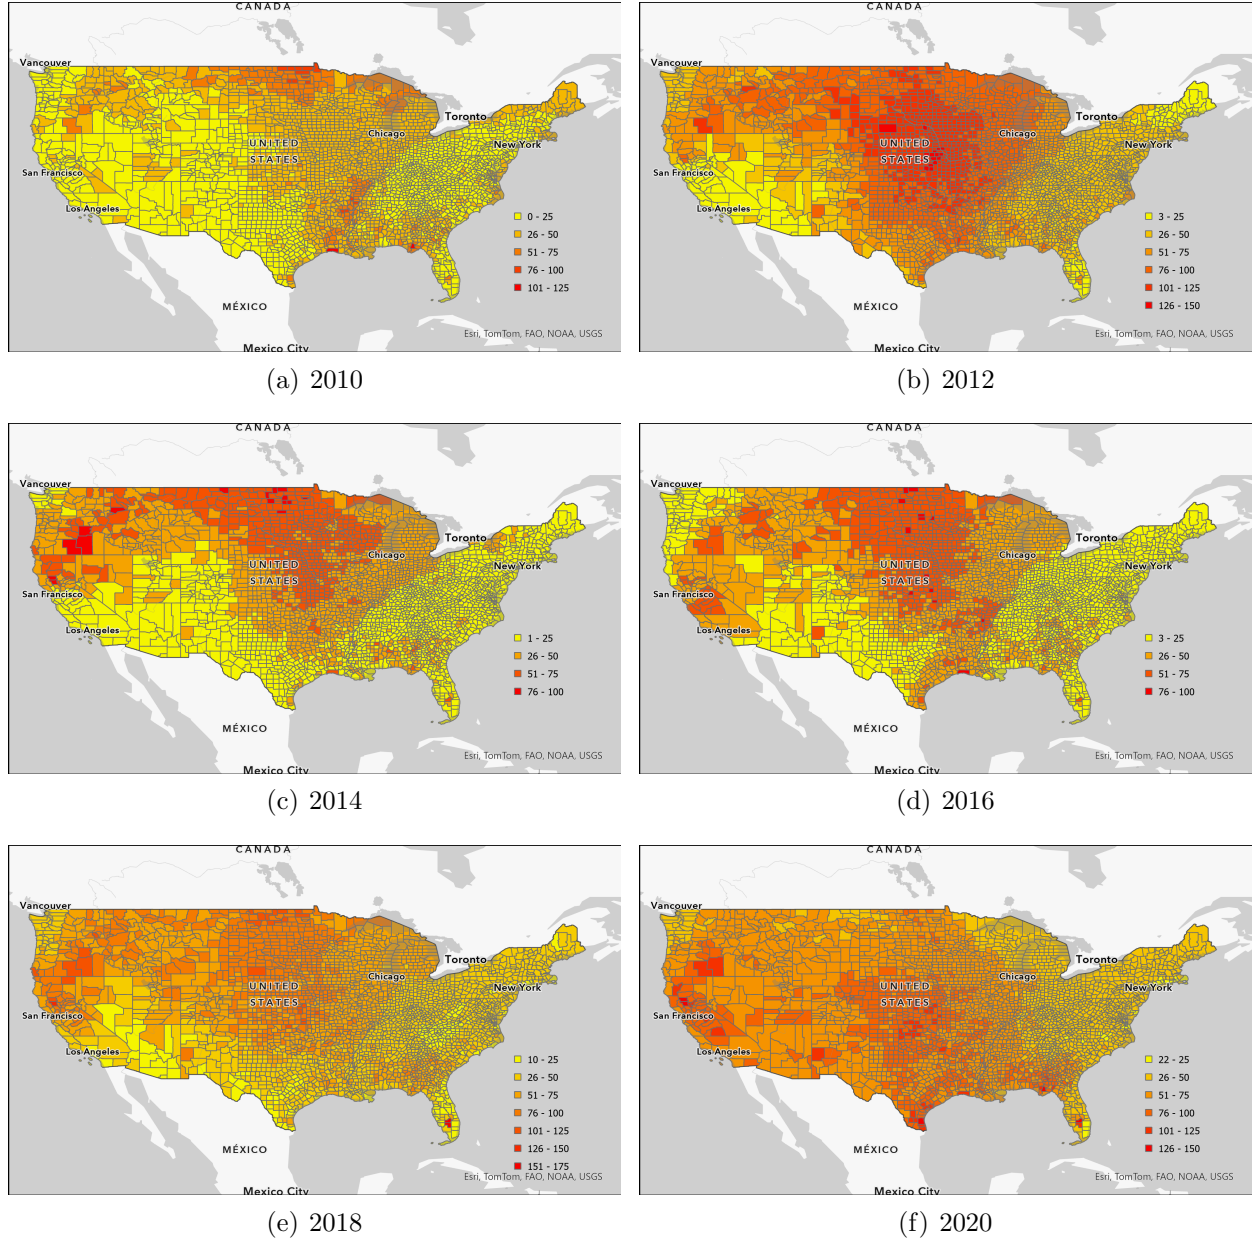 CANADA
Vancouver
Toronto
Chicago
New York
UNITED
STATES
San Francisco
Los Angeles
0 - 25
26 - 50
51 - 75
76 - 100
101 - 125
MÉXICO
Esri, TomTom, FAO, NOAA, USGS
Mexico City
(a) 2010
CANADA
Vancouver
Toronto
Chicago
New York
UNITED
STATES
San Francisco
Los Angeles
3 - 25
26 - 50
51 - 75
76 - 100
101 - 125
126 - 150
MÉXICO
Esri, TomTom, FAO, NOAA, USGS
Mexico City
(b) 2012
CANADA
Vancouver
Toronto
Chicago
New York
UNITED
STATES
San Francisco
Los Angeles
1 - 25
26 - 50
51 - 75
76 - 100
MÉXICO
Esri, TomTom, FAO, NOAA, USGS
Mexico City
(c) 2014
CANADA
Vancouver
Toronto
Chicago
New York
UNITED
STATES
San Francisco
Los Angeles
3 - 25
26 - 50
51 - 75
76 - 100
MÉXICO
Esri, TomTom, FAO, NOAA, USGS
Mexico City
(d) 2016
CANADA
Vancouver
Toronto
Chicago
New York
UNITED
STATES
San Francisco
Los Angeles
10 - 25
26 - 50
51 - 75
76 - 100
101 - 125
126 - 150
151 - 175
MÉXICO
Esri, TomTom, FAO, NOAA, USGS
Mexico City
(e) 2018
CANADA
Vancouver
Toronto
Chicago
New York
UNITED
STATES
San Francisco
Los Angeles
22 - 25
26 - 50
51 - 75
76 - 100
101 - 125
126 - 150
MÉXICO
Esri, TomTom, FAO, NOAA, USGS
Mexico City
(f) 2020